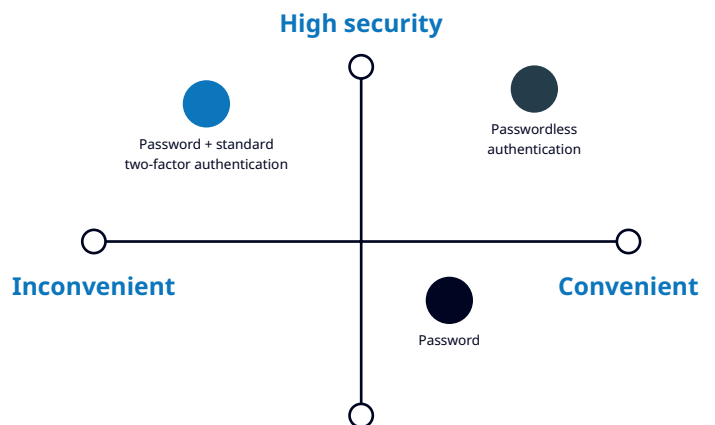 High security
Password + standard
two-factor authentication
Passwordless
authentication
Inconvenient
Convenient
Password